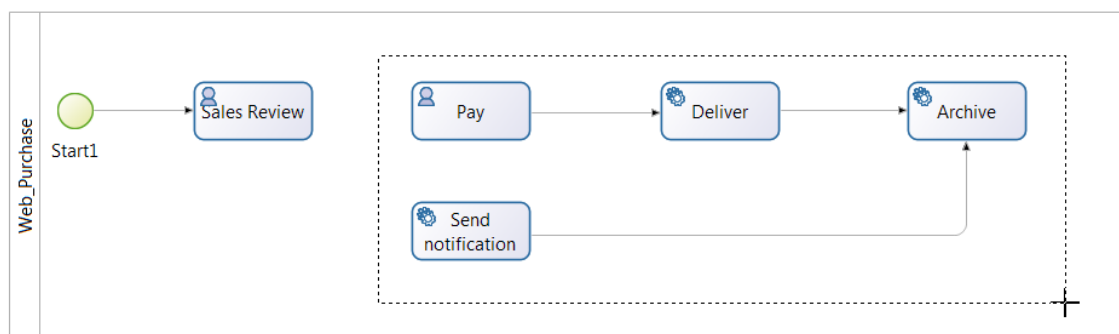 Web_Purchase
Start1
Sales Review
Pay
Deliver
Archive
Send
notification